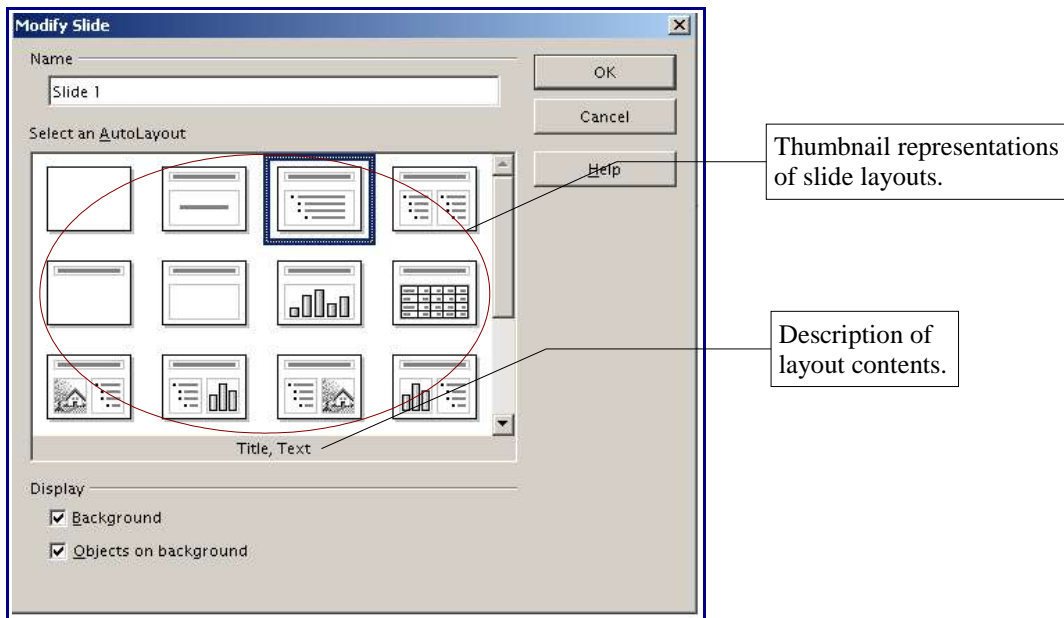 Modify Slide
Name
OK
Slide 1
Cancel
Select an AutoLayout
Help
Thumbnail representations
of slide layouts.
Description of
layout contents.
Title, Text
Display
Background
Objects on background